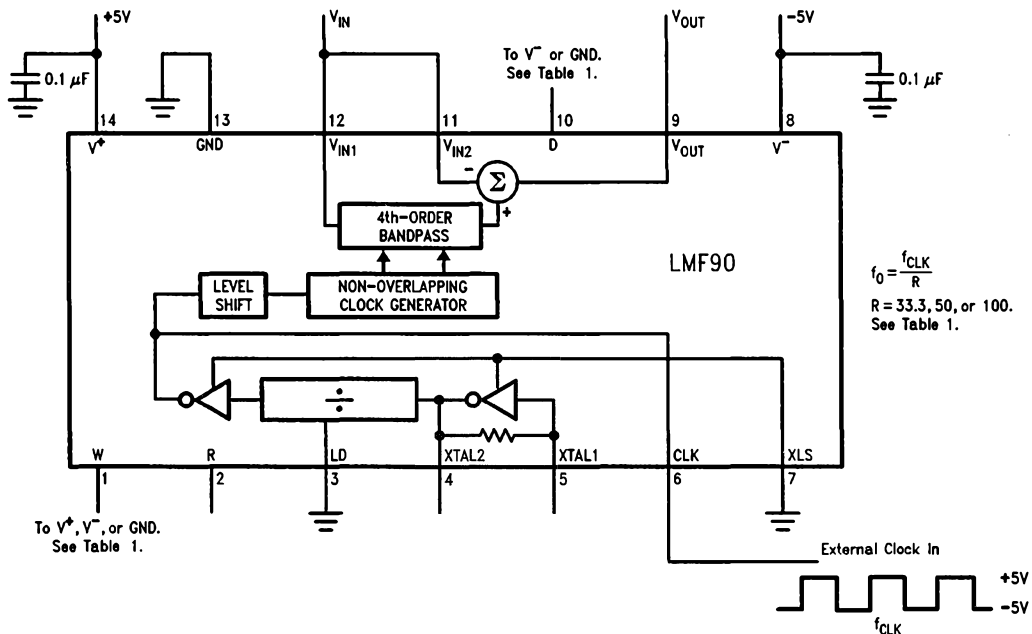 +5V
V_IN
V_OUT
-5V
To V⁻ or GND.
See Table 1.
0.1 μF
0.1 μF
14
13
12
11
10
9
8
V⁺
GND
V_IN1
V_IN2
D
V_OUT
V⁻
-
Σ
+
4th-ORDER
BANDPASS
LMF90
LEVEL
SHIFT
NON-OVERLAPPING
CLOCK GENERATOR
f_O = f_CLK / R
R = 33.3, 50, or 100.
See Table 1.
÷
W
R
LD
XTAL2
XTAL1
CLK
XLS
1
2
3
4
5
6
7
To V⁺, V⁻, or GND.
See Table 1.
External Clock In
+5V
-5V
f_CLK